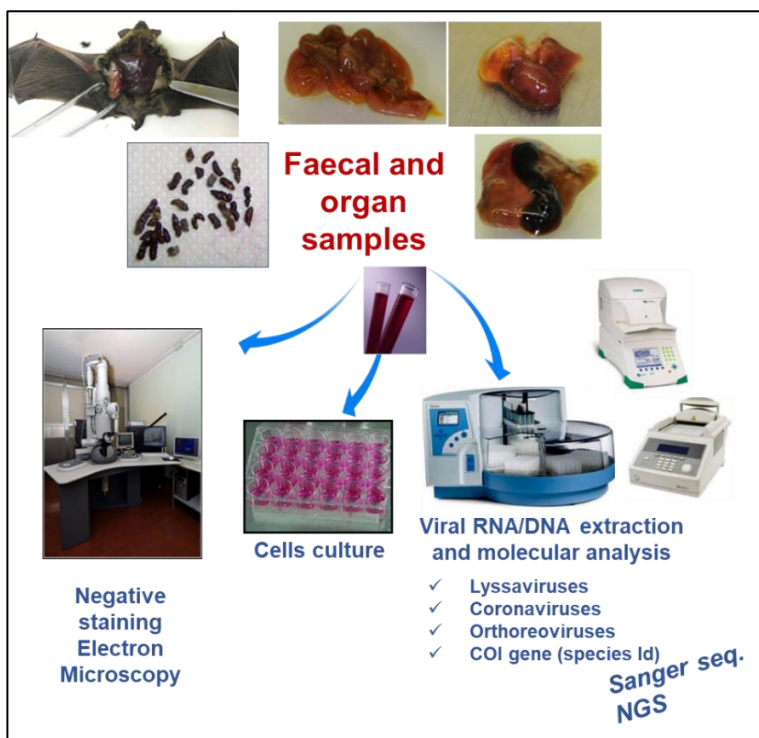 Faecal and
organ
samples
Cells culture
Viral RNA/DNA extraction
and molecular analysis
Negative
staining
Electron
Microscopy
✓ Lyssaviruses
✓ Coronaviruses
✓ Orthoreoviruses
✓ COI gene (species Id)
Sanger seq.
NGS